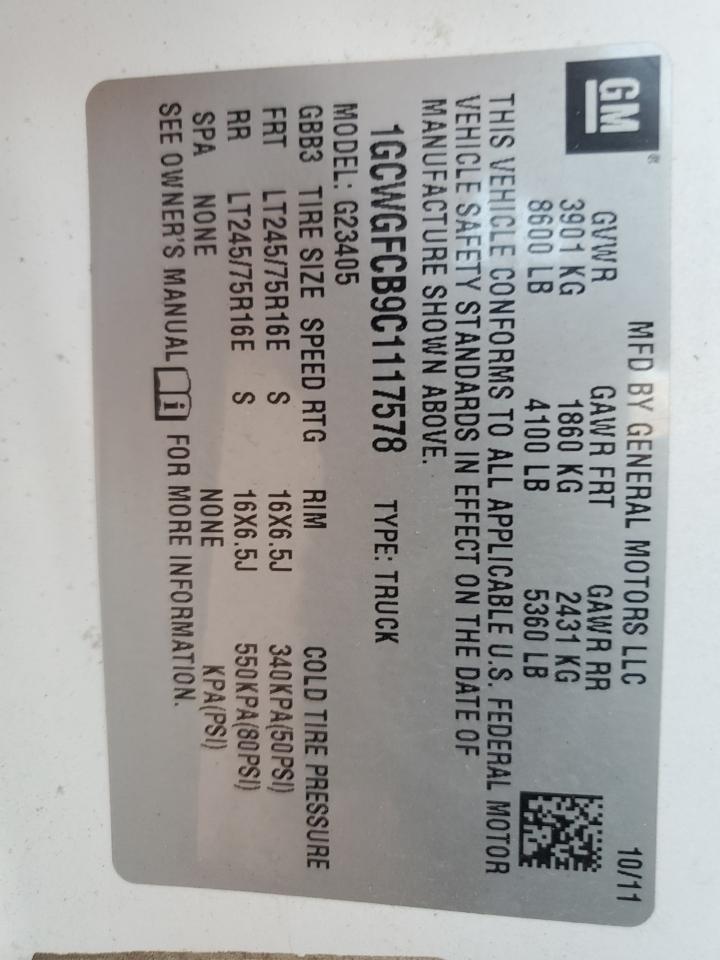 GM®
MFD BY GENERAL MOTORS LLC 10/11
GVWR GAWR FRT GAWR RR
3901 KG 1860 KG 2431 KG
8600 LB 4100 LB 5360 LB
THIS VEHICLE CONFORMS TO ALL APPLICABLE U.S. FEDERAL MOTOR
VEHICLE SAFETY STANDARDS IN EFFECT ON THE DATE OF
MANUFACTURE SHOWN ABOVE.
1GCWGFCB9C1117578 TYPE: TRUCK
MODEL: G23405
GBB3 TIRE SIZE SPEED RTG RIM COLD TIRE PRESSURE
FRT LT245/75R16E S 16X6.5J 340KPA(50PSI)
RR LT245/75R16E S 16X6.5J 550KPA(80PSI)
SPA NONE NONE KPA(PSI)
SEE OWNER'S MANUAL FOR MORE INFORMATION.